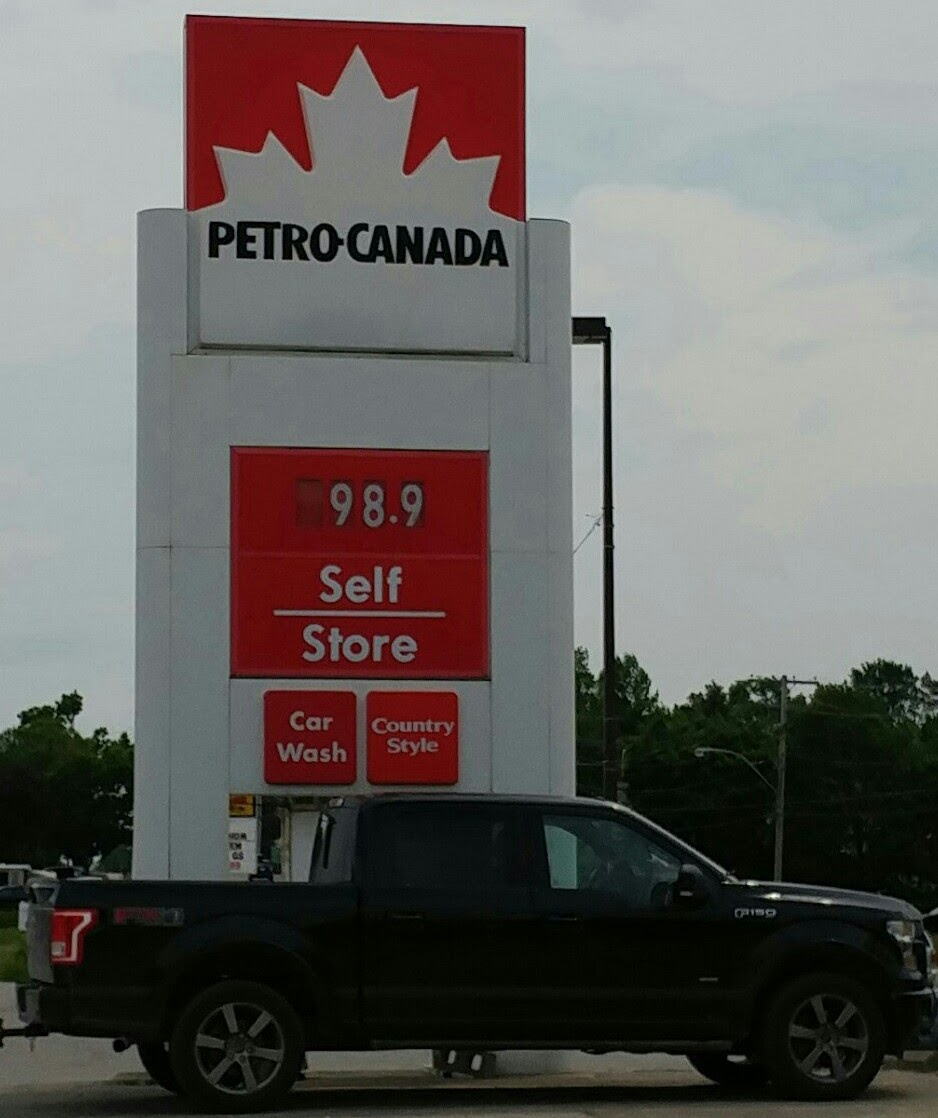 PETRO-CANADA
98.9
Self
Store
Car
Wash
Country
Style
F150